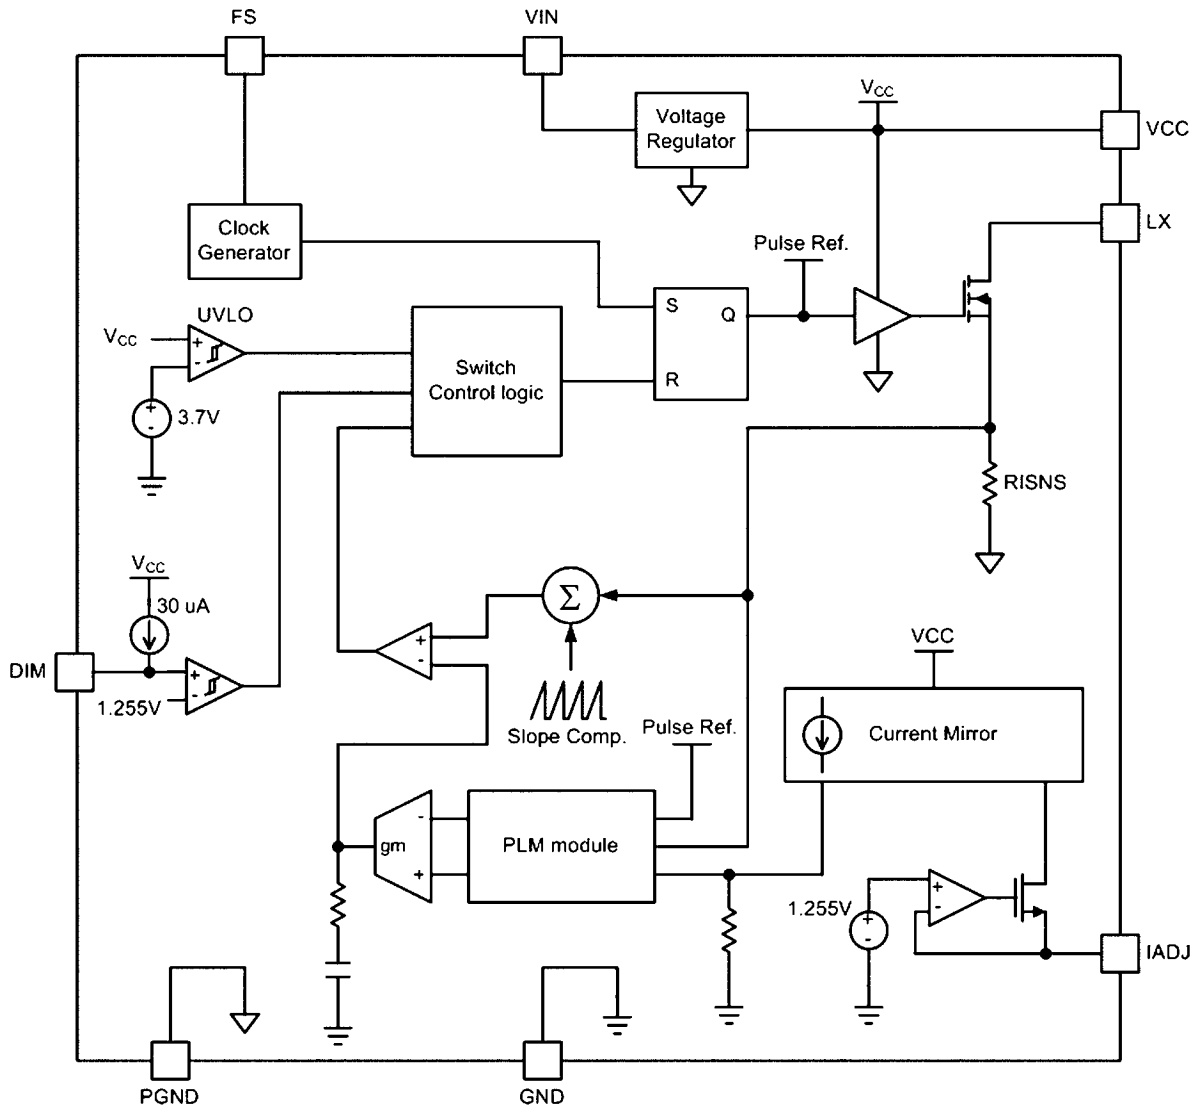 FS
VIN
Voltage
Regulator
VCC
VCC
LX
Clock
Generator
Pulse Ref.
S
Q
R
UVLO
VCC
+
-
+
-
3.7V
Switch
Control logic
RISNS
VCC
30 uA
DIM
+
-
1.255V
Σ
+
-
Slope Comp.
Pulse Ref.
VCC
Current Mirror
-
gm
+
PLM module
1.255V
+
-
+
-
IADJ
PGND
GND